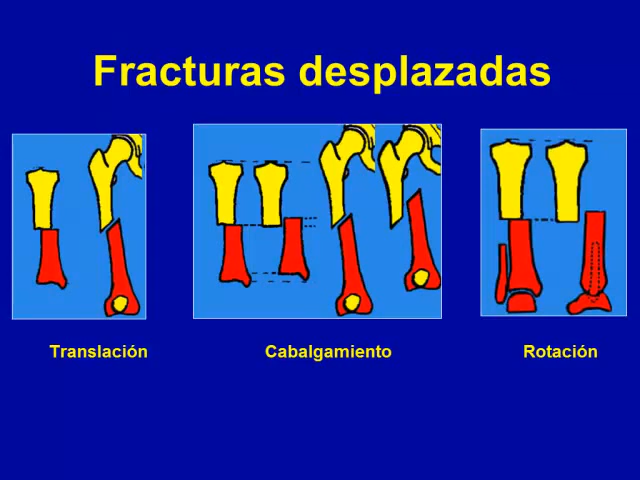 Fracturas desplazadas
Translación
Cabalgamiento
Rotación